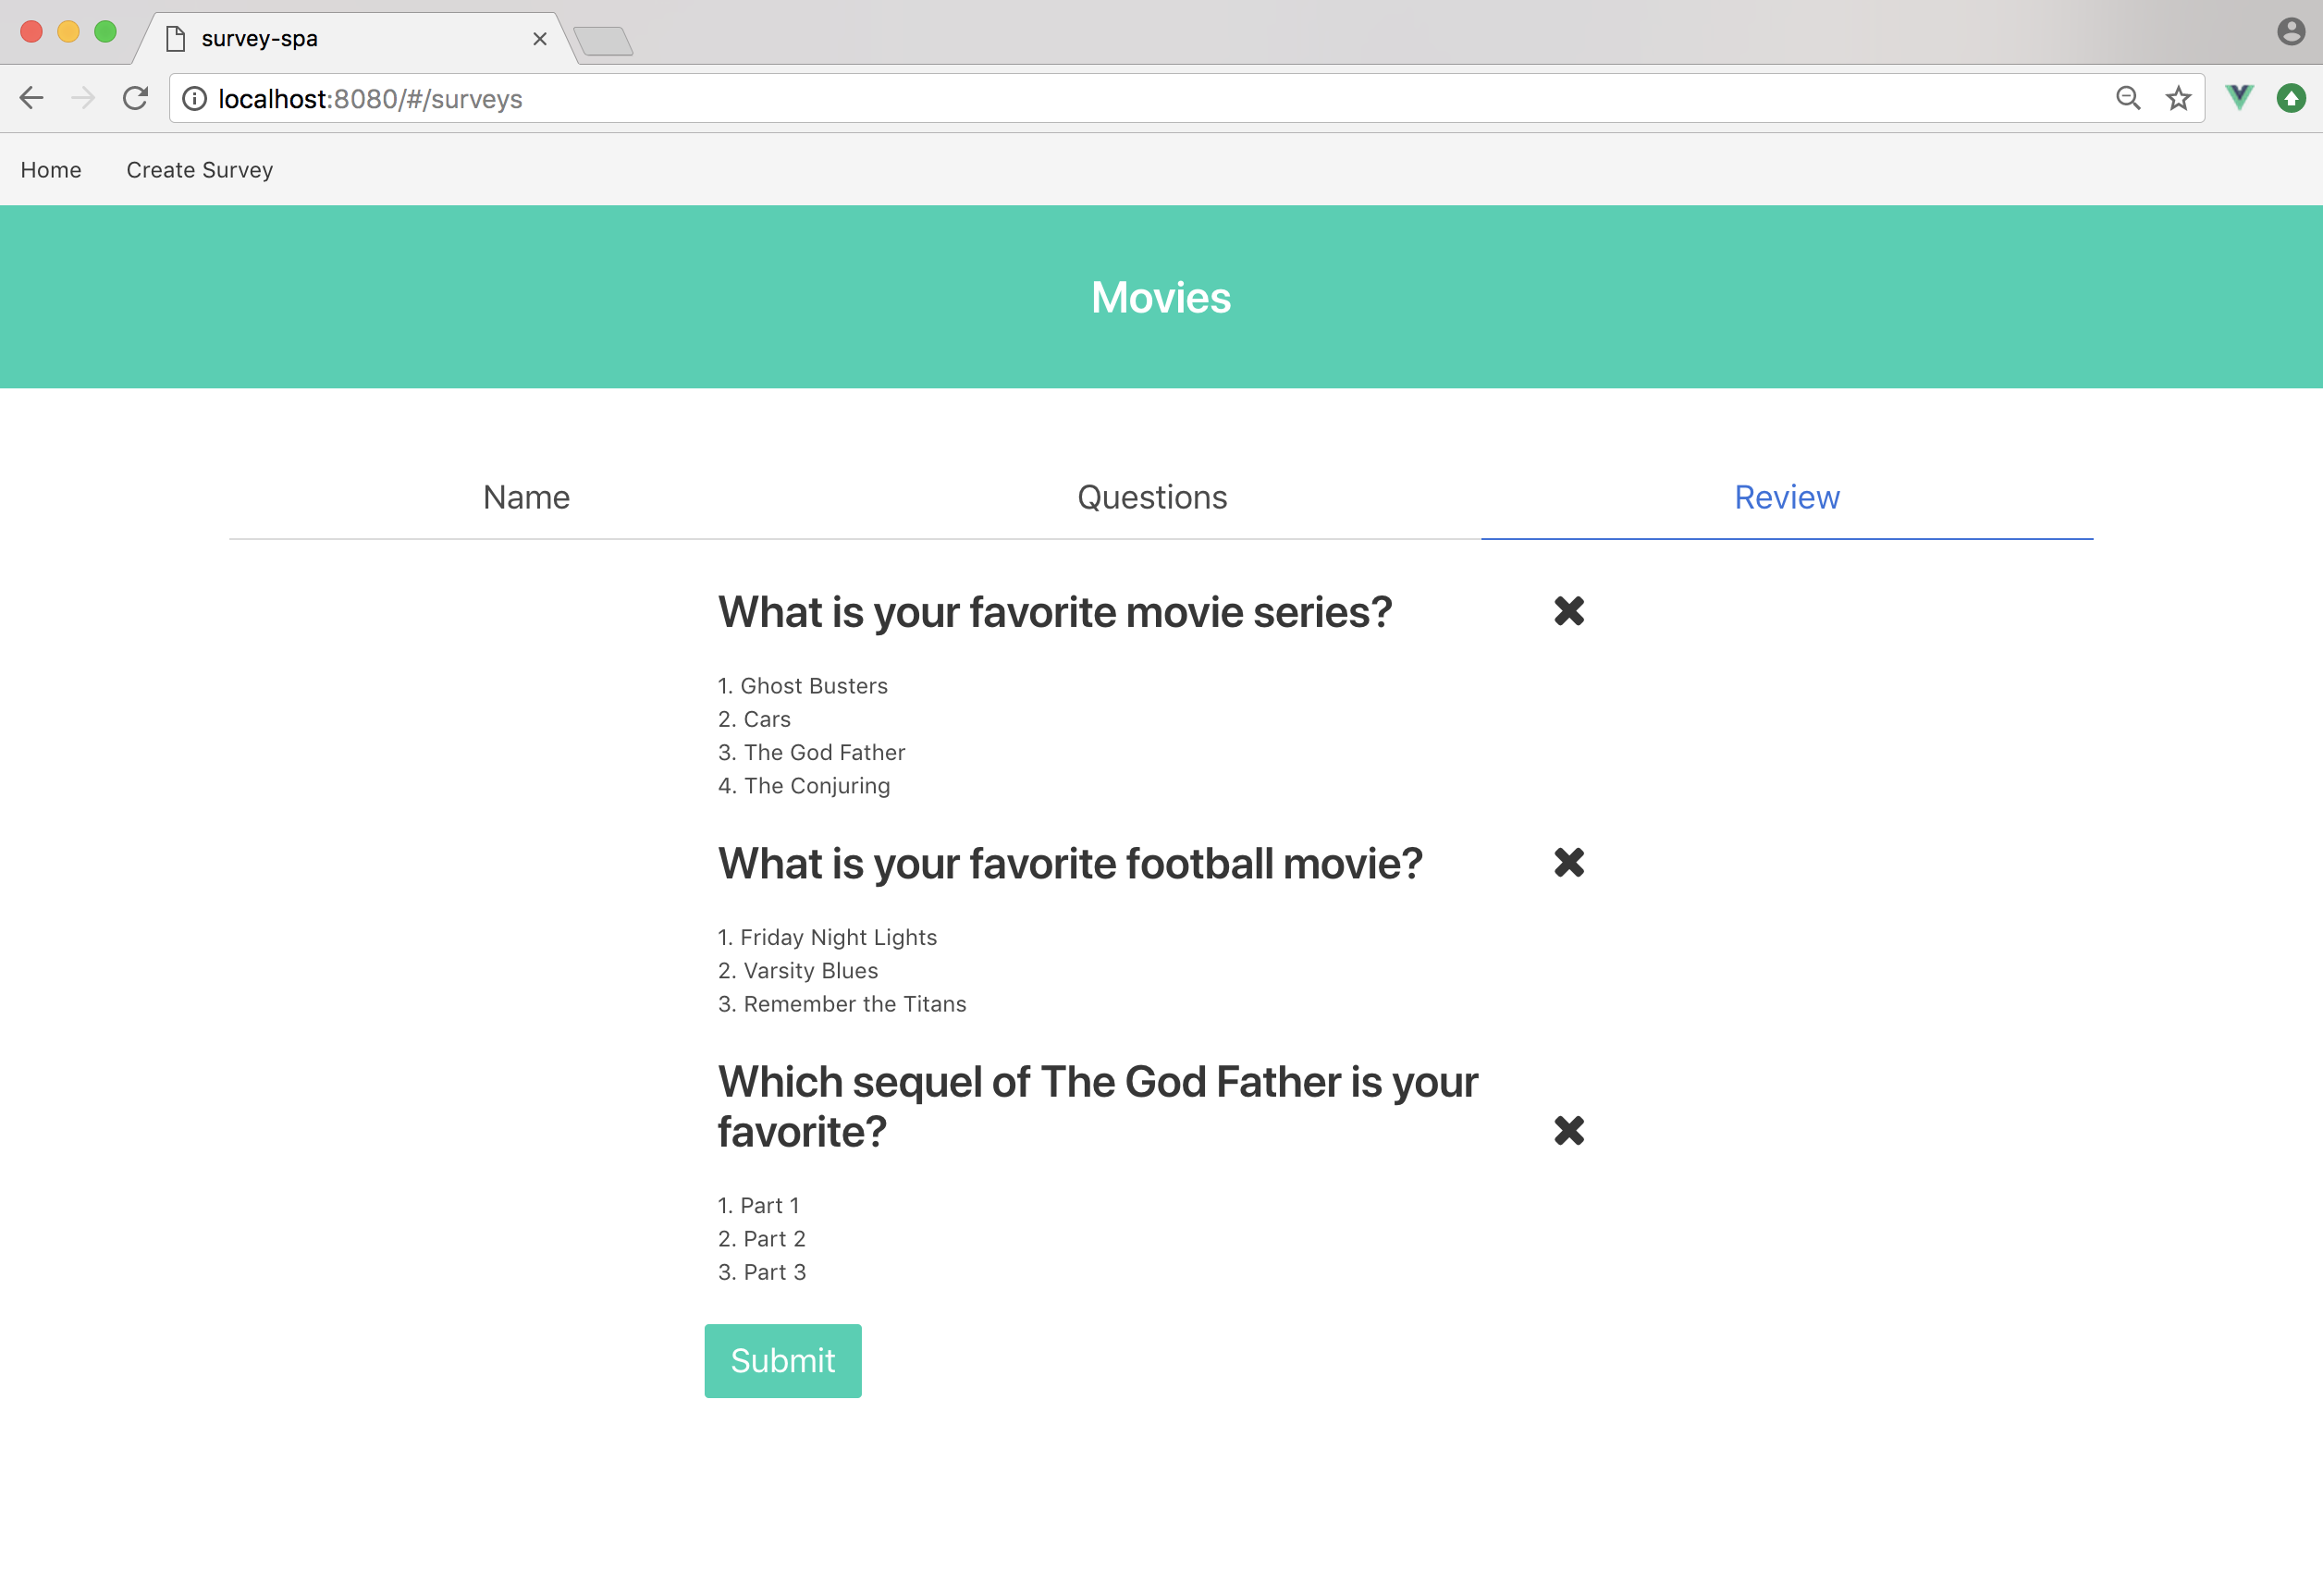 survey-spa
localhost:8080/#/surveys
Home Create Survey
Movies
Name Questions Review
What is your favorite movie series?
1. Ghost Busters
2. Cars
3. The God Father
4. The Conjuring
What is your favorite football movie?
1. Friday Night Lights
2. Varsity Blues
3. Remember the Titans
Which sequel of The God Father is your
favorite?
1. Part 1
2. Part 2
3. Part 3
Submit